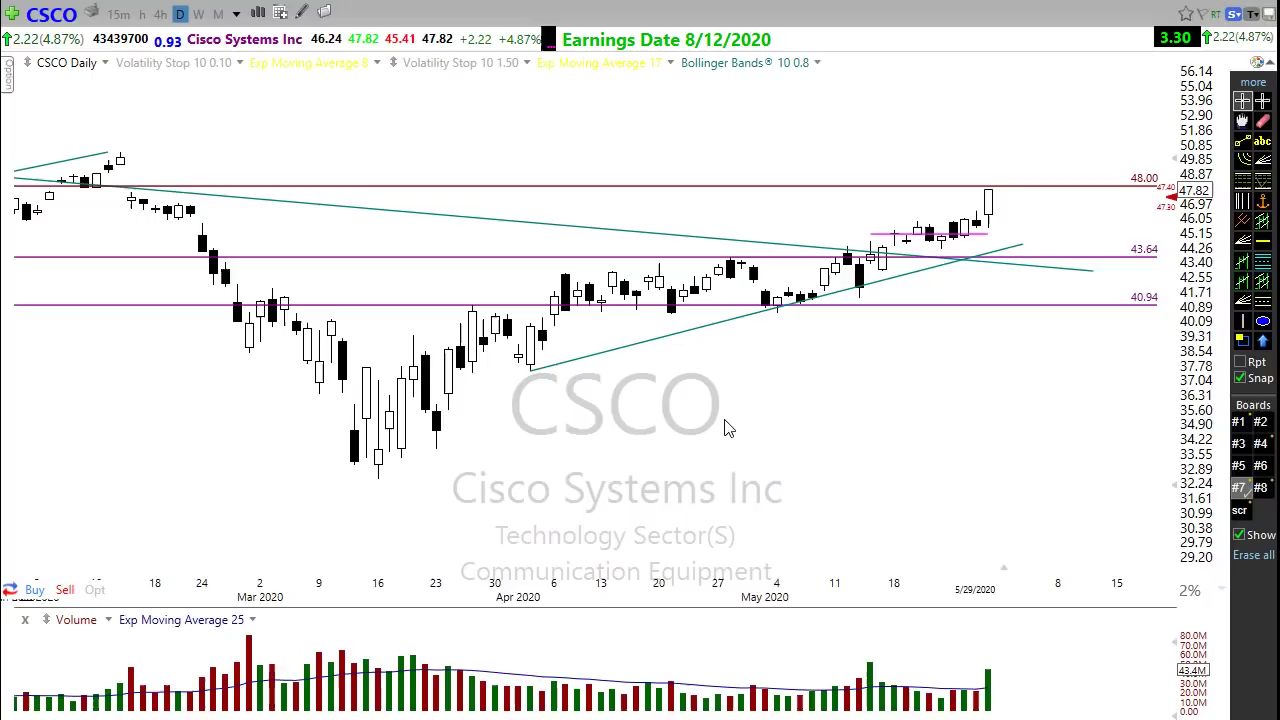 CSCO 15m h 4h D W M RT S T
2.22(4.87%) 43439700 0.93 Cisco Systems Inc 46.24 47.82 45.41 47.82 +2.22 +4.87% Earnings Date 8/12/2020 3.30 2.22(4.87%)
Option
CSCO Daily Volatility Stop 10 0.10 Exp Moving Average 8 Volatility Stop 10 1.50 Exp Moving Average 17 Bollinger Bands® 10 0.8
56.14
55.04
53.96
52.90
51.86
50.85
49.85
48.87
47.82
46.97
46.05
45.15
44.26
43.40
42.55
41.71
40.89
40.09
39.31
38.54
37.78
37.04
36.31
35.60
34.90
34.22
33.55
32.89
32.24
31.61
30.99
30.38
29.79
29.20
48.00
47.40
47.30
43.64
40.94
CSCO
Cisco Systems Inc
Technology Sector(S)
Communication Equipment
18 24 2 9 16 23 30 6 13 20 27 4 11 18 5/29/2020 8 15
Mar 2020 Apr 2020 May 2020
Buy Sell Opt
2%
X Volume Exp Moving Average 25
80.0M
70.0M
60.0M
43.4M
30.0M
20.0M
10.0M
0.00
more
abc
Rpt
Snap
Boards
#1 #2
#3 #4
#5 #6
#7 #8
scr
Show
Erase all